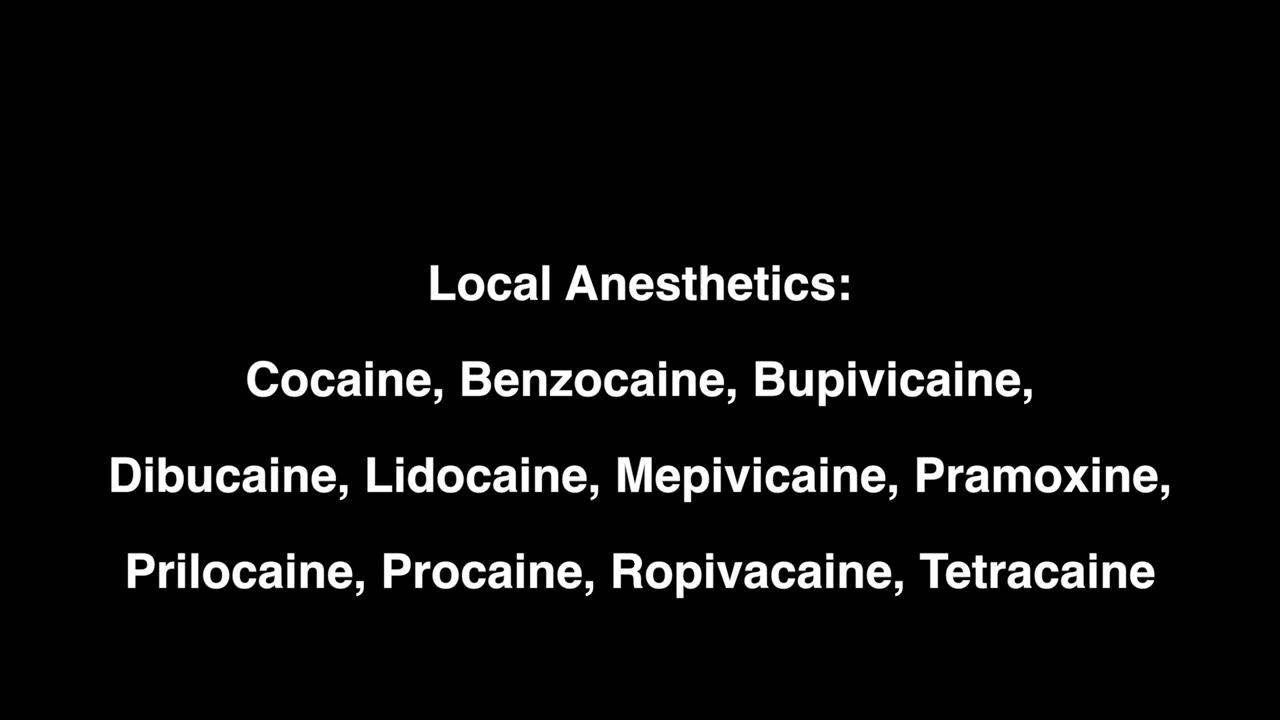 Local Anesthetics:
Cocaine, Benzocaine, Bupivicaine,
Dibucaine, Lidocaine, Mepivicaine, Pramoxine,
Prilocaine, Procaine, Ropivacaine, Tetracaine